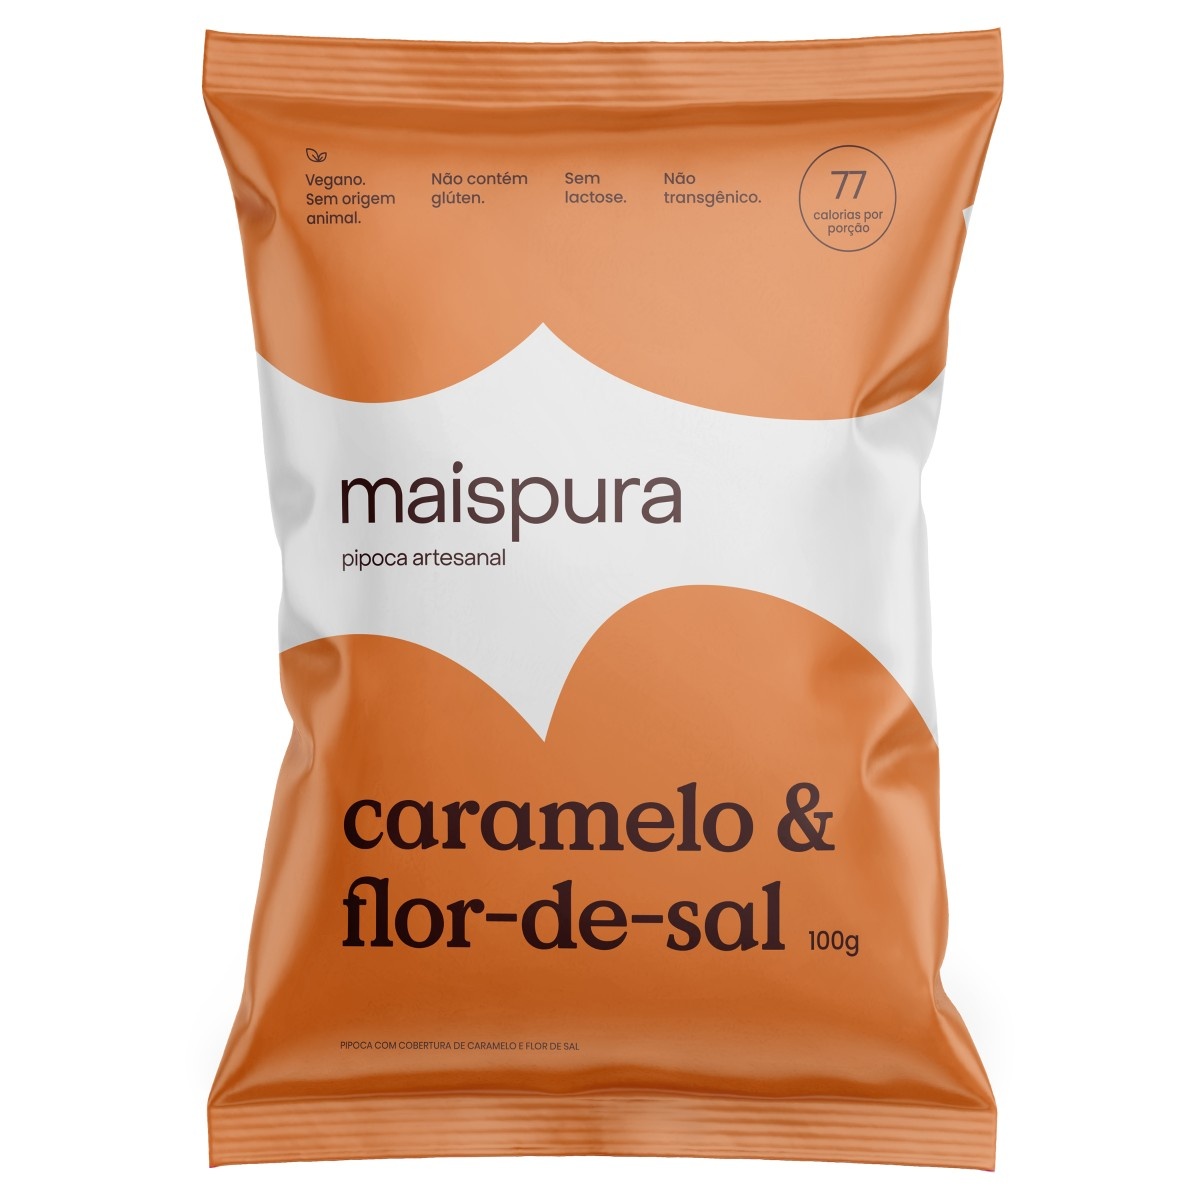 Vegano.
Sem origem
animal.
Não contém
glúten.
Sem
lactose.
Não
transgênico.
77
calorias por
porção
maispura
pipoca artesanal
caramelo &
flor-de-sal 100g
PIPOCA COM COBERTURA DE CARAMELO E FLOR DE SAL